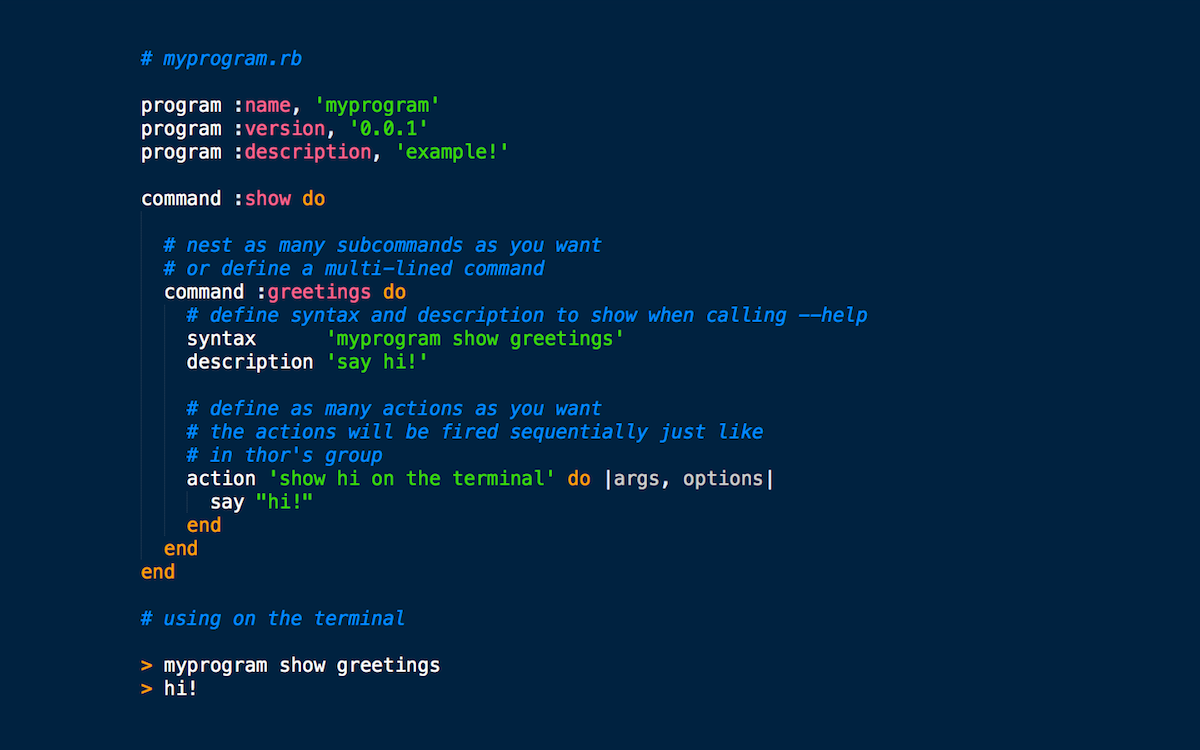 # myprogram.rb
program :name, 'myprogram'
program :version, '0.0.1'
program :description, 'example!'
command :show do
# nest as many subcommands as you want
# or define a multi-lined command
command :greetings do
# define syntax and description to show when calling --help
syntax      'myprogram show greetings'
description 'say hi!'
# define as many actions as you want
# the actions will be fired sequentially just like
# in thor's group
action 'show hi on the terminal' do |args, options|
say "hi!"
end
end
end
# using on the terminal
> myprogram show greetings
> hi!